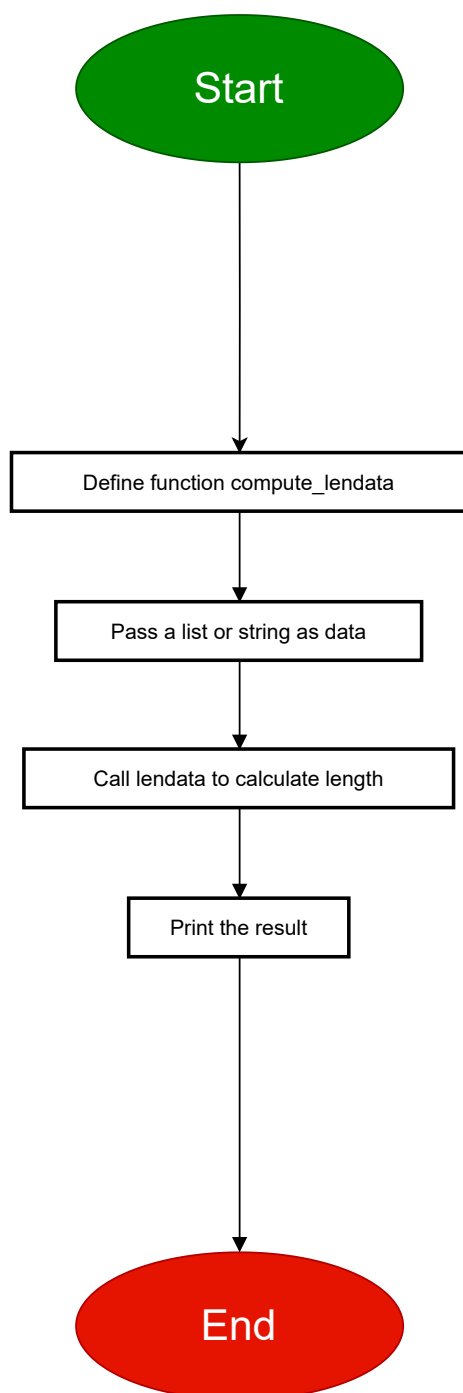 Start
Define function compute_lendata
Pass a list or string as data
Call lendata to calculate length
Print the result
End